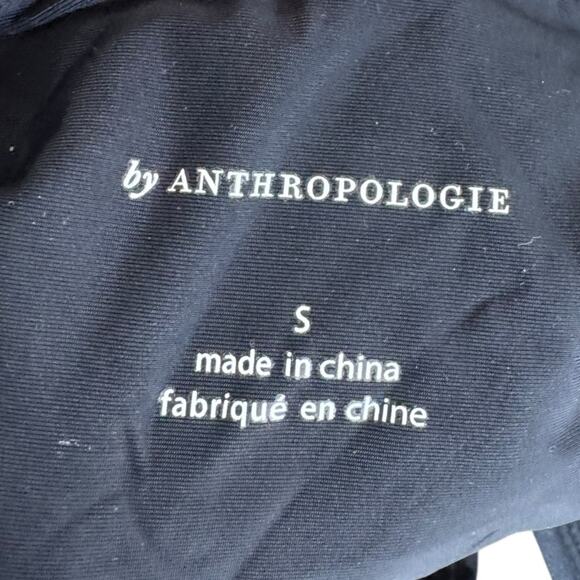 by ANTHROPOLOGIE
S
made in china
fabriqué en chine